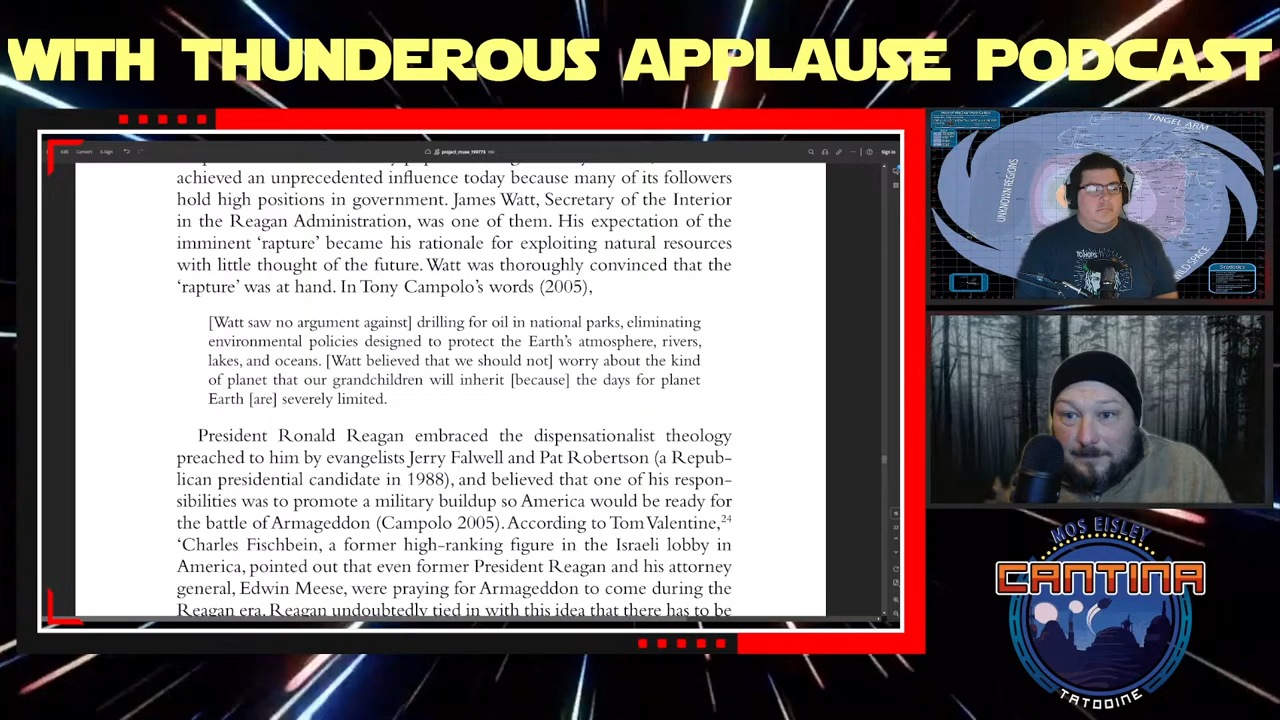 WITH THUNDEROUS APPLAUSE PODCAST
Edit Convert E-Sign
project_muse_199773
Sign in
achieved an unprecedented influence today because many of its followers
hold high positions in government. James Watt, Secretary of the Interior
in the Reagan Administration, was one of them. His expectation of the
imminent ‘rapture’ became his rationale for exploiting natural resources
with little thought of the future. Watt was thoroughly convinced that the
‘rapture’ was at hand. In Tony Campolo’s words (2005),
[Watt saw no argument against] drilling for oil in national parks, eliminating
environmental policies designed to protect the Earth’s atmosphere, rivers,
lakes, and oceans. [Watt believed that we should not] worry about the kind
of planet that our grandchildren will inherit [because] the days for planet
Earth [are] severely limited.
President Ronald Reagan embraced the dispensationalist theology
preached to him by evangelists Jerry Falwell and Pat Robertson (a Repub-
lican presidential candidate in 1988), and believed that one of his respon-
sibilities was to promote a military buildup so America would be ready for
the battle of Armageddon (Campolo 2005). According to Tom Valentine,24
‘Charles Fischbein, a former high-ranking figure in the Israeli lobby in
America, pointed out that even former President Reagan and his attorney
general, Edwin Meese, were praying for Armageddon to come during the
Reagan era. Reagan undoubtedly tied in with this idea that there has to be
TINGEL ARM
UNKNOWN REGIONS
WILD SPACE
Statistics
MOS EISLEY
CANTINA
TATOOINE